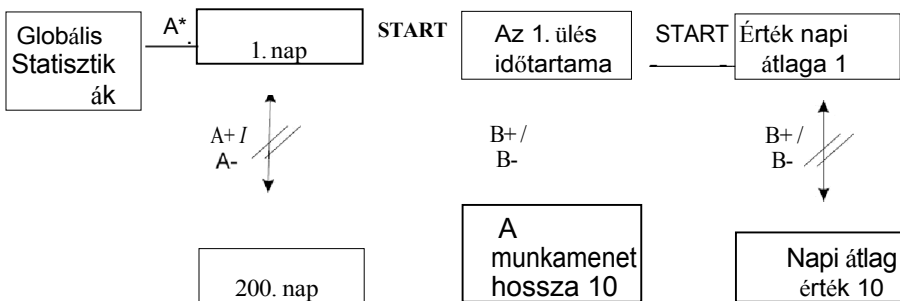 Globális
Statisztik
ák
A*.
1. nap
START
Az 1. ülés
időtartama
START
Érték napi
átlaga 1
A+ I
A-
B+ /
B-
B+ /
B-
200. nap
A
munkamenet
hossza 10
Napi átlag
érték 10